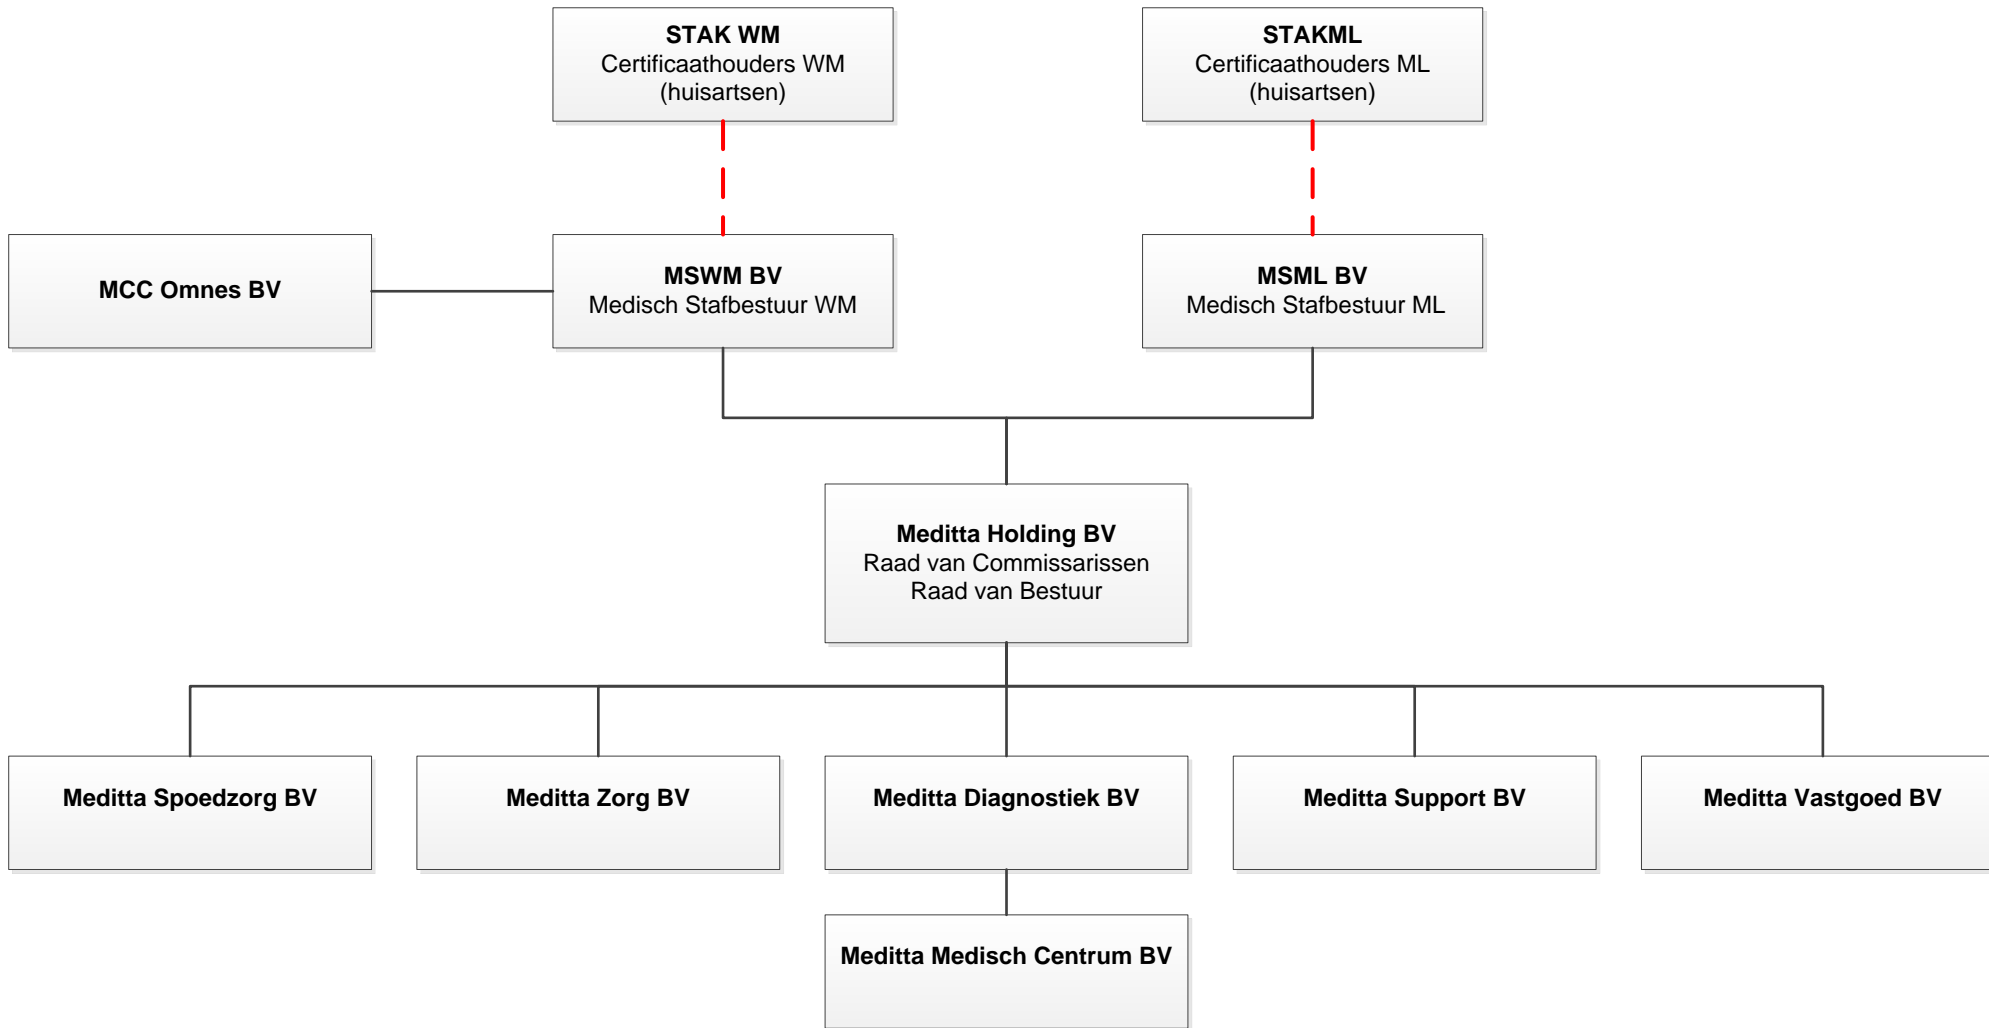 STAK WM
Certificaathouders WM
(huisartsen)
STAKML
Certificaathouders ML
(huisartsen)
MCC Omnes BV
MSWM BV
Medisch Stafbestuur WM
MSML BV
Medisch Stafbestuur ML
Meditta Holding BV
Raad van Commissarissen
Raad van Bestuur
Meditta Spoedzorg BV
Meditta Zorg BV
Meditta Diagnostiek BV
Meditta Support BV
Meditta Vastgoed BV
Meditta Medisch Centrum BV